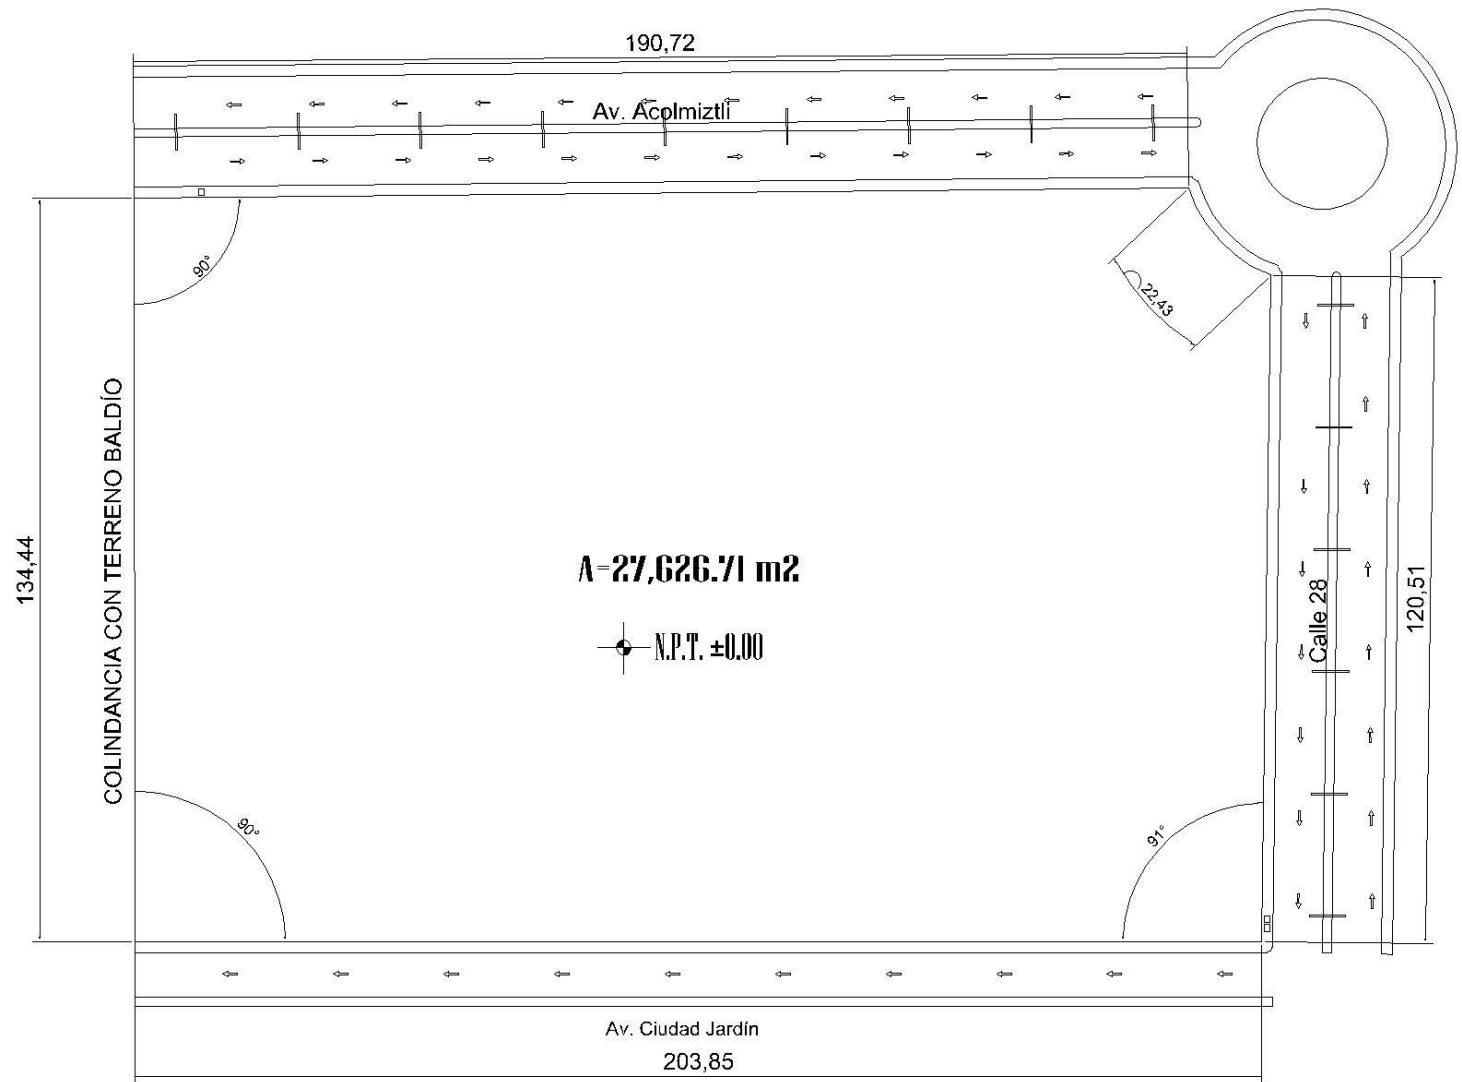 190,72
Av. Acolmiztli
90°
22,43
COLINDANCIA CON TERRENO BALDÍO
134,44
A=27,626.71 m2
N.P.T. ±0.00
Calle 28
120,51
90°
91°
Av. Ciudad Jardín
203,85